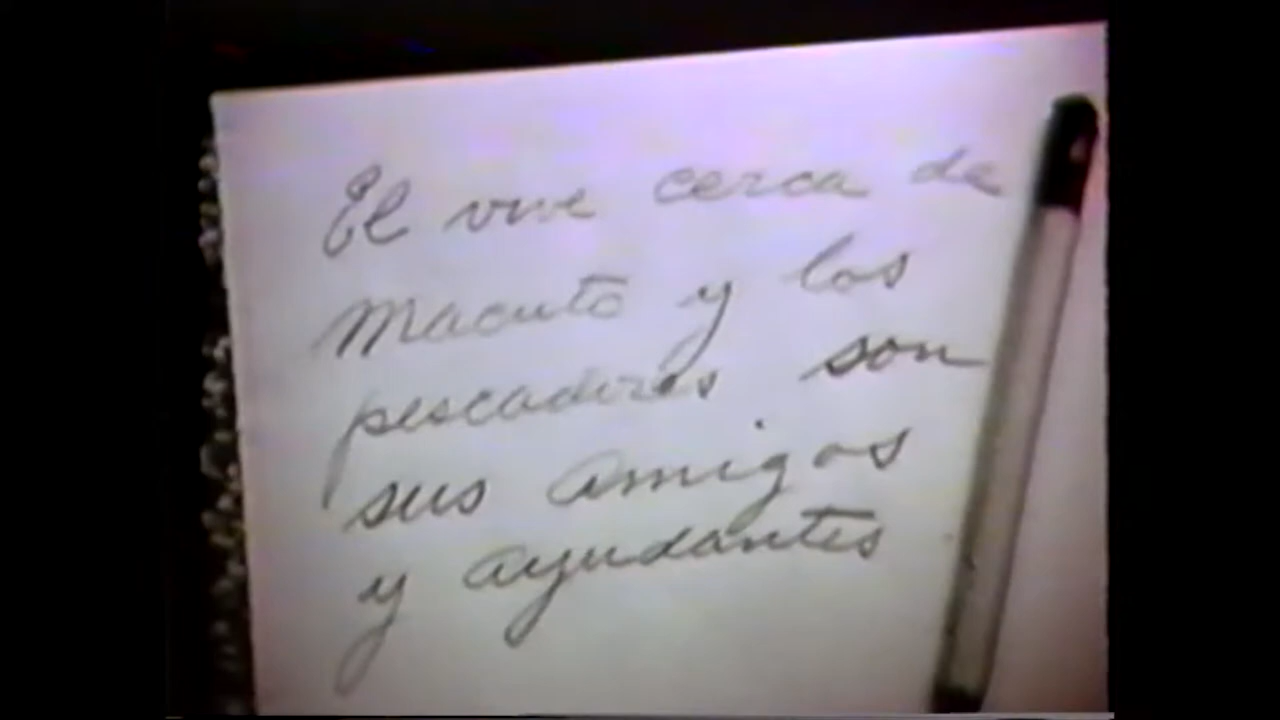 El vive cerca de
Macuto y los
pescadores son
sus amigos
y ayudantes